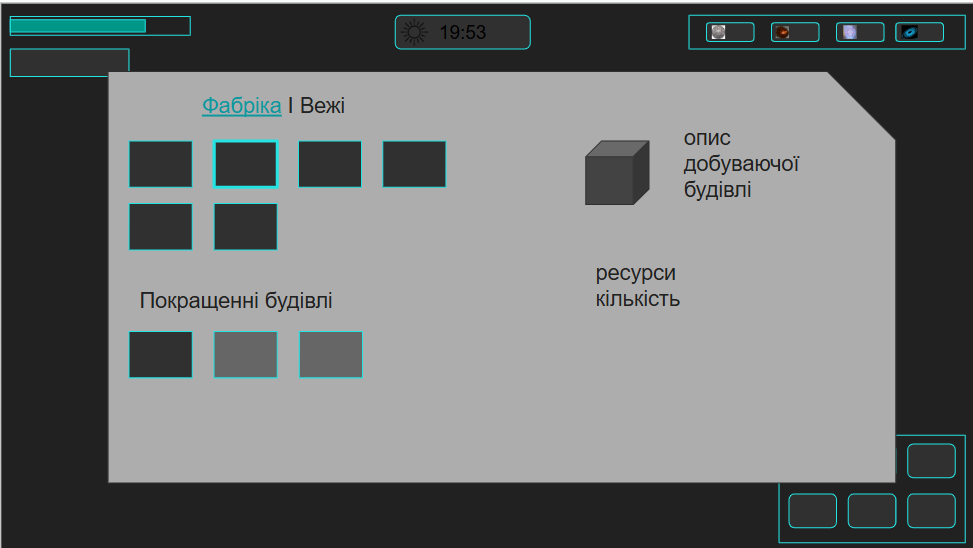 19:53
Фабріка I Вежі
опис
добуваючої
будівлі
ресурси
кількість
Покращенні будівлі